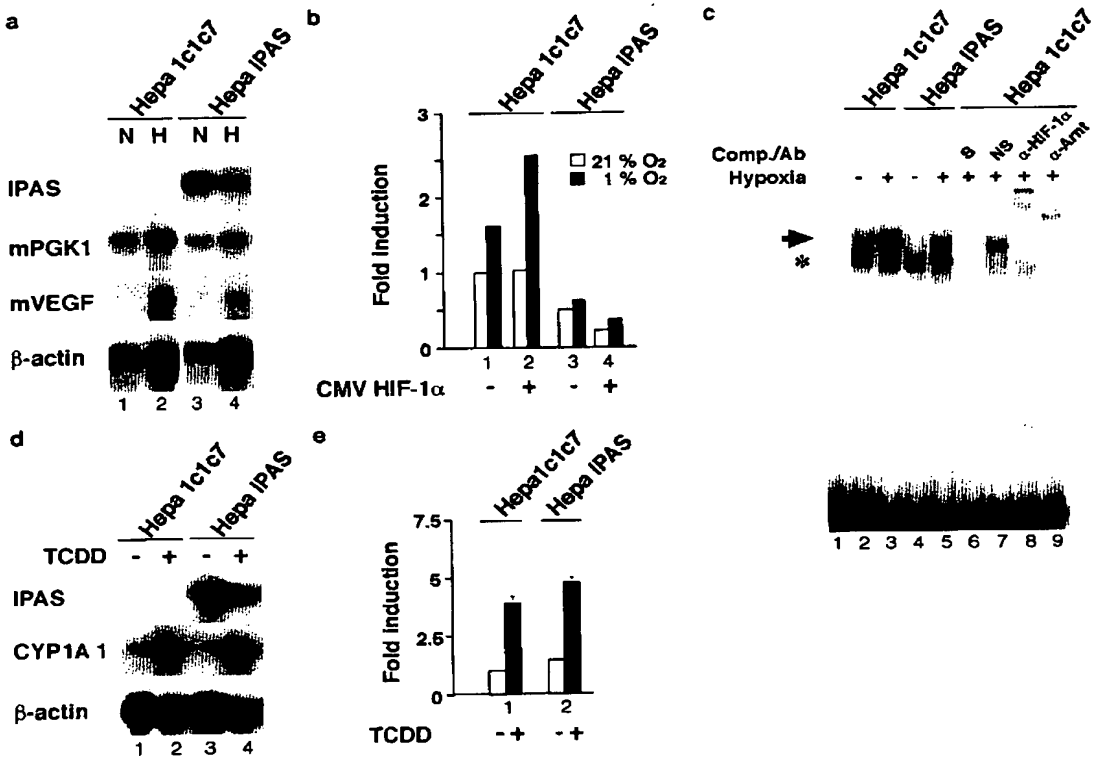 a
Hepa 1c1c7
Hepa IPAS
N H N H
IPAS
mPGK1
mVEGF
β-actin
1 2 3 4
b
Hepa 1c1c7
Hepa IPAS
3
2
1
0
Fold induction
21 % O2
1 % O2
1 2 3 4
CMV HIF-1α - + - +
c
Hepa 1c1c7
Hepa IPAS
Hepa 1c1c7
Comp./Ab S NS α-HIF-1α α-Arnt
Hypoxia - + - + + + + +
*
1 2 3 4 5 6 7 8 9
d
Hepa 1c1c7
Hepa IPAS
TCDD - + - +
IPAS
CYP1A 1
β-actin
1 2 3 4
e
Hepa1c1c7
Hepa IPAS
7.5
5
2.5
0
Fold induction
1 2
TCDD - + - +